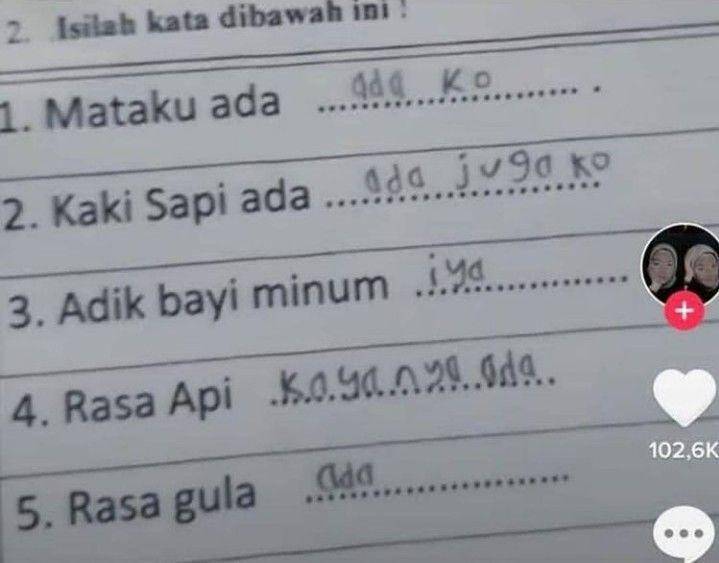 2. Isilah kata dibawah ini !
1. Mataku ada ada ko
2. Kaki Sapi ada ada juga ko
3. Adik bayi minum iya
4. Rasa Api kayanya ada
5. Rasa gula ada
102,6K